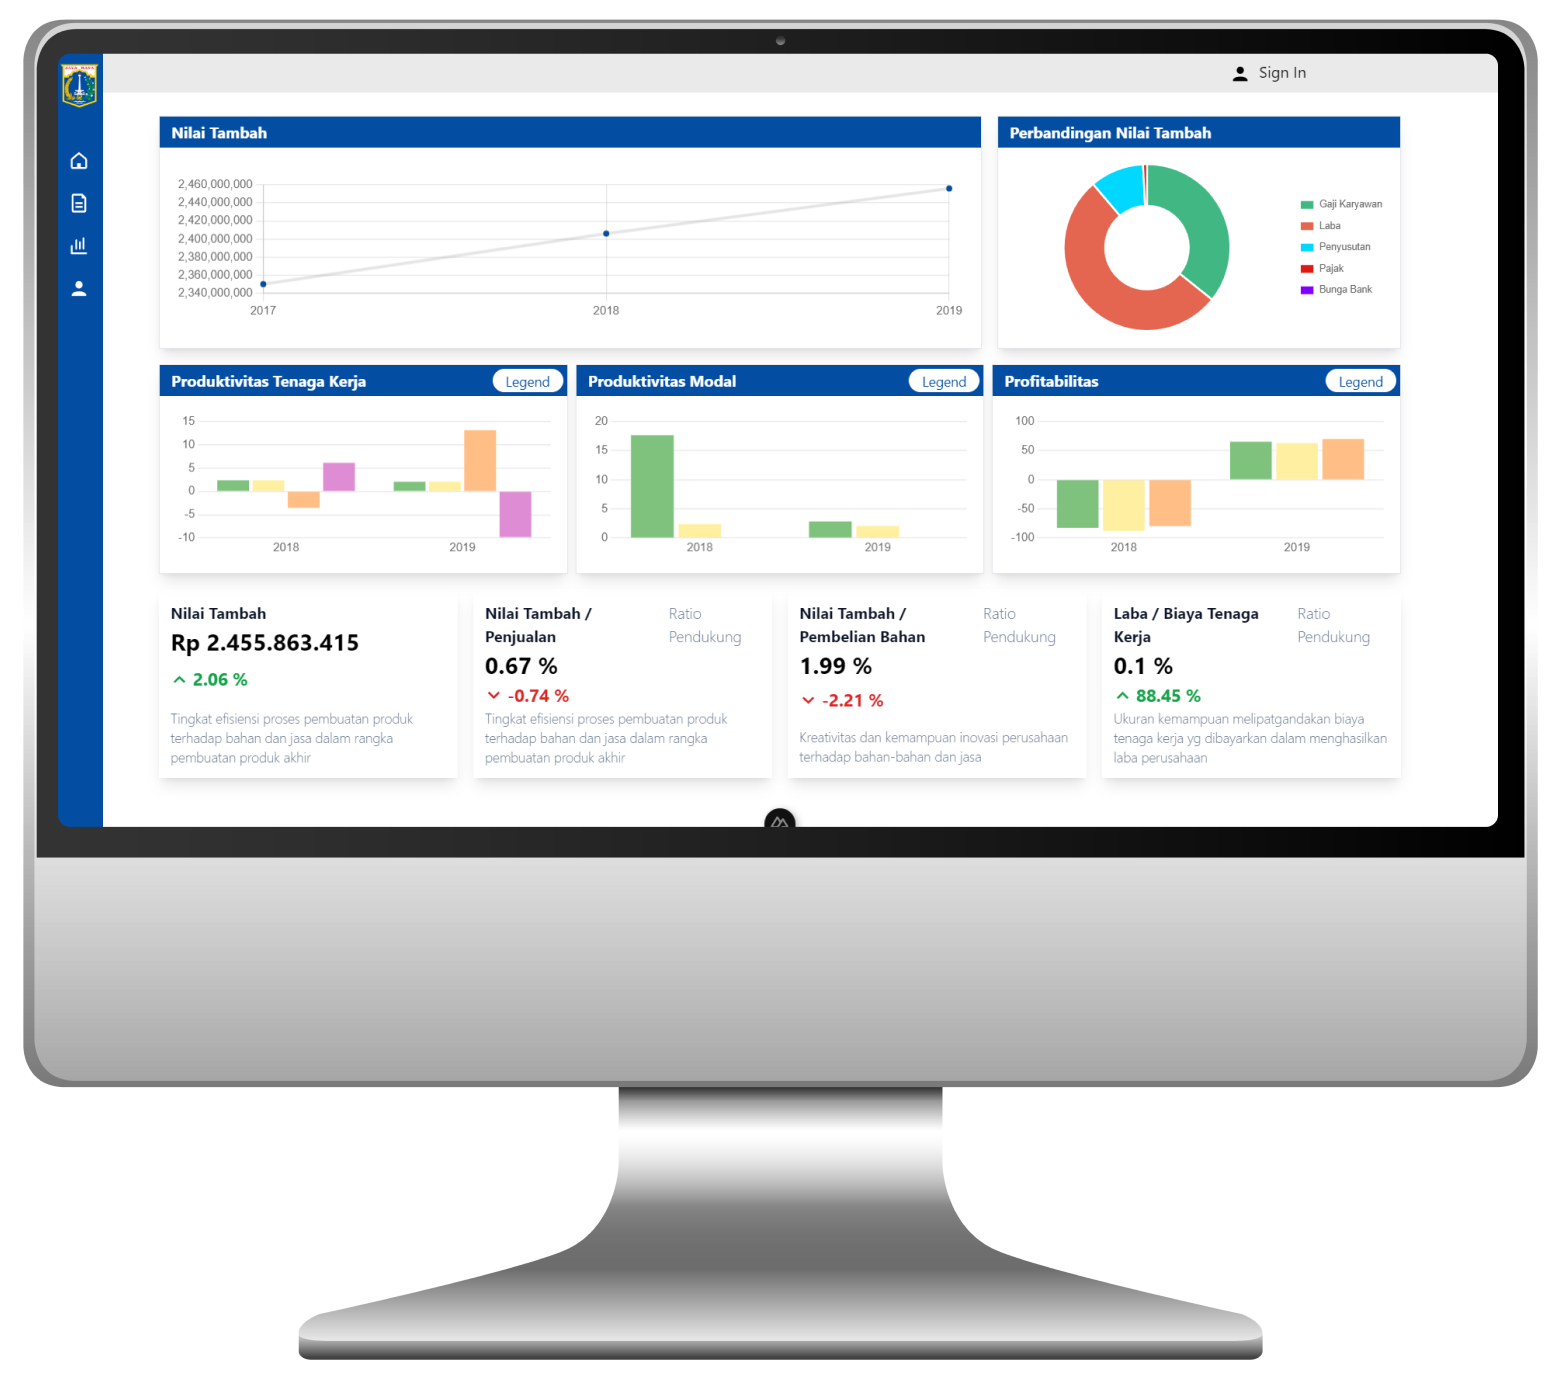 JAYA RAYA
Sign In
Nilai Tambah
2,460,000,000
2,440,000,000
2,420,000,000
2,400,000,000
2,380,000,000
2,360,000,000
2,340,000,000
2017
2018
2019
Perbandingan Nilai Tambah
Gaji Karyawan
Laba
Penyusutan
Pajak
Bunga Bank
Produktivitas Tenaga Kerja
Legend
15
10
5
0
-5
-10
2018
2019
Produktivitas Modal
Legend
20
15
10
5
0
2018
2019
Profitabilitas
Legend
100
50
0
-50
-100
2018
2019
Nilai Tambah
Rp 2.455.863.415
2.06 %
Tingkat efisiensi proses pembuatan produk
terhadap bahan dan jasa dalam rangka
pembuatan produk akhir
Nilai Tambah /
Penjualan
Ratio
Pendukung
0.67 %
-0.74 %
Tingkat efisiensi proses pembuatan produk
terhadap bahan dan jasa dalam rangka
pembuatan produk akhir
Nilai Tambah /
Pembelian Bahan
Ratio
Pendukung
1.99 %
-2.21 %
Kreativitas dan kemampuan inovasi perusahaan
terhadap bahan-bahan dan jasa
Laba / Biaya Tenaga
Kerja
Ratio
Pendukung
0.1 %
88.45 %
Ukuran kemampuan melipatgandakan biaya
tenaga kerja yg dibayarkan dalam menghasilkan
laba perusahaan